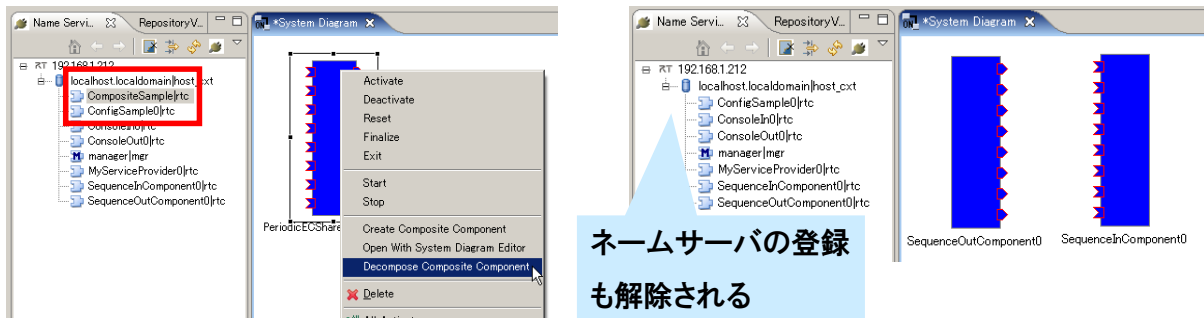 Name Servi..
RepositoryV..
*System Diagram
RT 192.168.1.212
localhost.localdomain|host_cxt
CompositeSample|rtc
ConfigSample0|rtc
ConsoleIn0|rtc
ConsoleOut0|rtc
manager|mgr
MyServiceProvider0|rtc
SequenceInComponent0|rtc
SequenceOutComponent0|rtc
PeriodicECShare
Activate
Deactivate
Reset
Finalize
Exit
Start
Stop
Create Composite Component
Open With System Diagram Editor
Decompose Composite Component
Delete
Name Servi..
RepositoryV..
*System Diagram
RT 192.168.1.212
localhost.localdomain|host_cxt
ConfigSample0|rtc
ConsoleIn0|rtc
ConsoleOut0|rtc
manager|mgr
MyServiceProvider0|rtc
SequenceInComponent0|rtc
SequenceOutComponent0|rtc
ネームサーバの登録
も解除される
SequenceOutComponent0
SequenceInComponent0